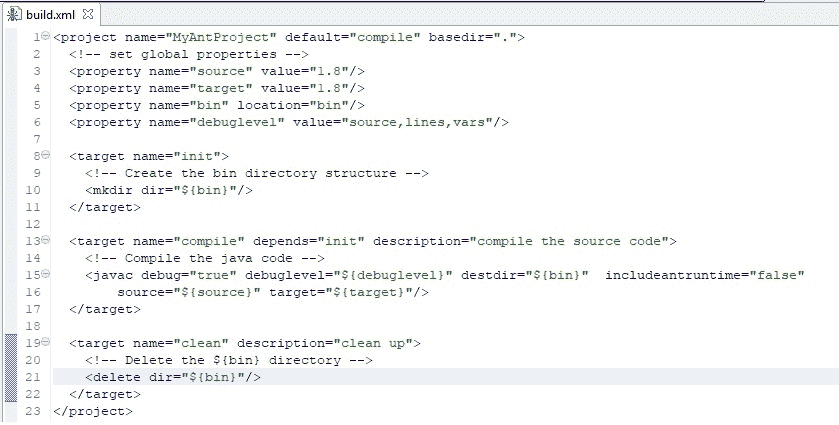 build.xml
1 <project name="MyAntProject" default="compile" basedir=".">
2   <!-- set global properties -->
3   <property name="source" value="1.8"/>
4   <property name="target" value="1.8"/>
5   <property name="bin" location="bin"/>
6   <property name="debuglevel" value="source,lines,vars"/>
7
8   <target name="init">
9     <!-- Create the bin directory structure -->
10     <mkdir dir="${bin}"/>
11   </target>
12
13   <target name="compile" depends="init" description="compile the source code">
14     <!-- Compile the java code -->
15     <javac debug="true" debuglevel="${debuglevel}" destdir="${bin}"  includeantruntime="false"
16         source="${source}" target="${target}"/>
17   </target>
18
19   <target name="clean" description="clean up">
20     <!-- Delete the ${bin} directory -->
21     <delete dir="${bin}"/>
22   </target>
23 </project>